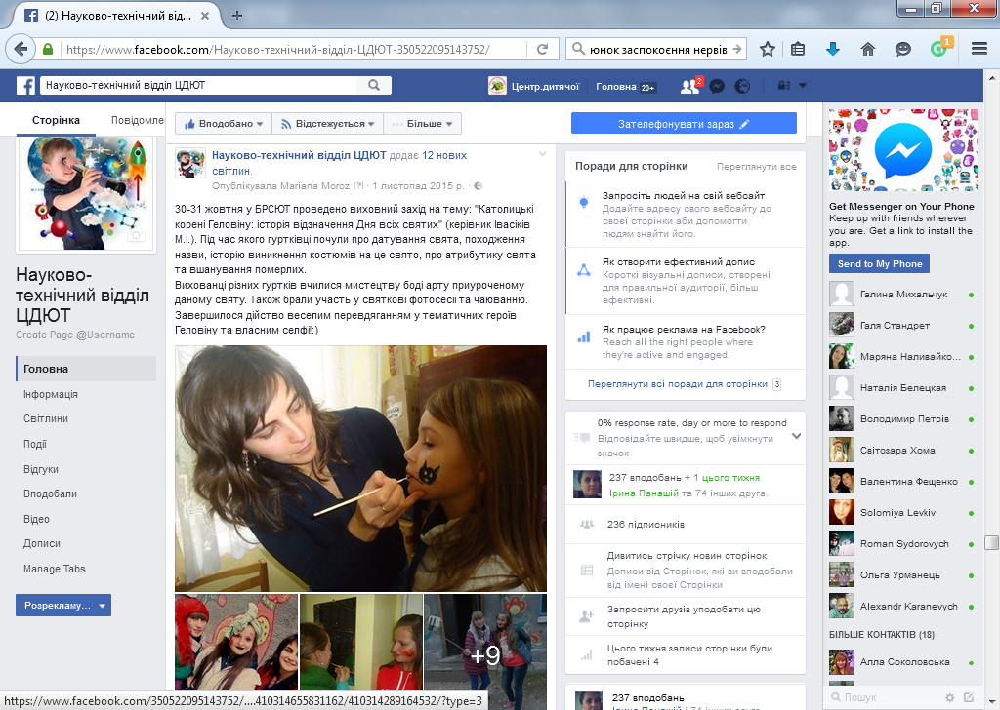 (2) Науково-технічний від...
https://www.facebook.com/Науково-технічний-відділ-ЦДЮТ-350522095143752/
юнок заспокоєння нервів
1
Науково-технічний відділ ЦДЮТ
Центр.дитячої
Головна 20+
2
Сторінка
Повідомле
Вподобано
Відстежується
Більше
Зателефонувати зараз
Науково-технічний відділ ЦДЮТ
Create Page @Username
Головна
Інформація
Світлини
Події
Відгуки
Вподобали
Відео
Дописи
Manage Tabs
Розрекламу...
Науково-технічний відділ ЦДЮТ додає 12 нових
світлин.
Опублікувала Mariana Moroz [?] · 1 листопад 2015 р. ·
30-31 жовтня у БРСЮТ проведено виховний захід на тему: "Католицькі
корені Геловіну: історія відзначення Дня всіх святих" (керівник Івасіків
М.І.). Під час якого гуртківці почули про датування свята, походження
назви, історію виникнення костюмів на це свято, про атрибутику свята
та вшанування померлих.
Вихованці різних гуртків вчилися мистецтву боді арту приуроченому
даному святу. Також брали участь у святкові фотосесії та чаюванню.
Завершилося дійство веселим перевдяганням у тематичних героїв
Геловіну та власним селфі!:)
+9
Поради для сторінки
Переглянути все
Запросіть людей на свій вебсайт
Додайте адресу свого вебсайту до
своєї сторінки аби допомогти
людям знайти його.
Як створити ефективний допис
Короткі візуальні дописи, створені
для правильної аудиторії, більш
ефективні.
Як працює реклама на Facebook?
Reach all the right people where
they're active and engaged.
Переглянути всі поради для сторінки 3
0% response rate, day or more to respond
Відповідайте швидше, щоб увімкнути
значок
237 вподобань + 1 цього тижня
Ірина Панашій та 74 інших друга.
236 підписників
Дивитись стрічку новин сторінок
Дописи від Сторінок, які ви вподобали
від імені своєї Сторінки
Запросити друзів уподобати цю
сторінку
Цього тижня записи сторінки були
побачені 4
237 вподобань
Get Messenger on Your Phone
Keep up with friends wherever
you are. Get a link to install the
app.
Send to My Phone
Галина Михальчук
Галя Стандрет
Маряна Наливайко...
Наталія Белецкая
Володимир Петрів
Світозара Хома
Валентина Фещенко
Solomiya Levkiv
Roman Sydorovych
Ольга Урманець
Alexandr Karanevych
БІЛЬШЕ КОНТАКТІВ (18)
Алла Соколовська
Пошук
https://www.facebook.com/350522095143752/....410314655831162/410314289164532/?type=3